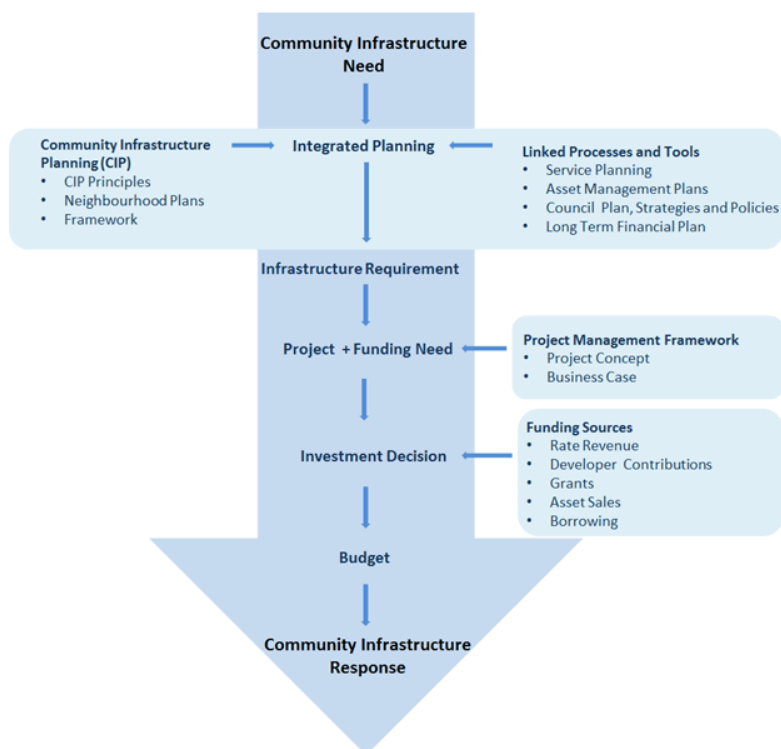 Community Infrastructure
Need
Community Infrastructure
Planning (CIP)
• CIP Principles
• Neighbourhood Plans
• Framework
Integrated Planning
Linked Processes and Tools
• Service Planning
• Asset Management Plans
• Council Plan, Strategies and Policies
• Long Term Financial Plan
Infrastructure Requirement
Project + Funding Need
Project Management Framework
• Project Concept
• Business Case
Investment Decision
Funding Sources
• Rate Revenue
• Developer Contributions
• Grants
• Asset Sales
• Borrowing
Budget
Community Infrastructure
Response